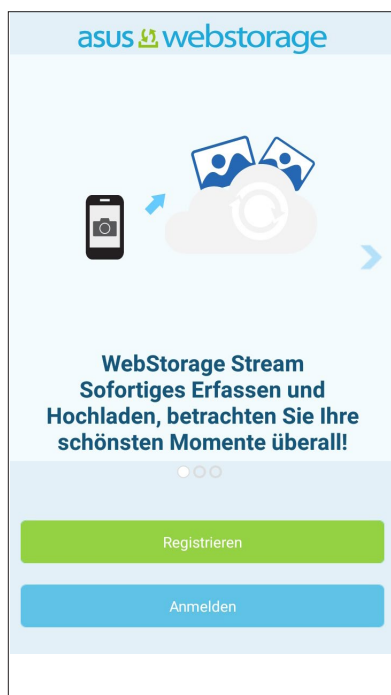 asus webstorage
WebStorage Stream
Sofortiges Erfassen und
Hochladen, betrachten Sie Ihre
schönsten Momente überall!
Registrieren
Anmelden